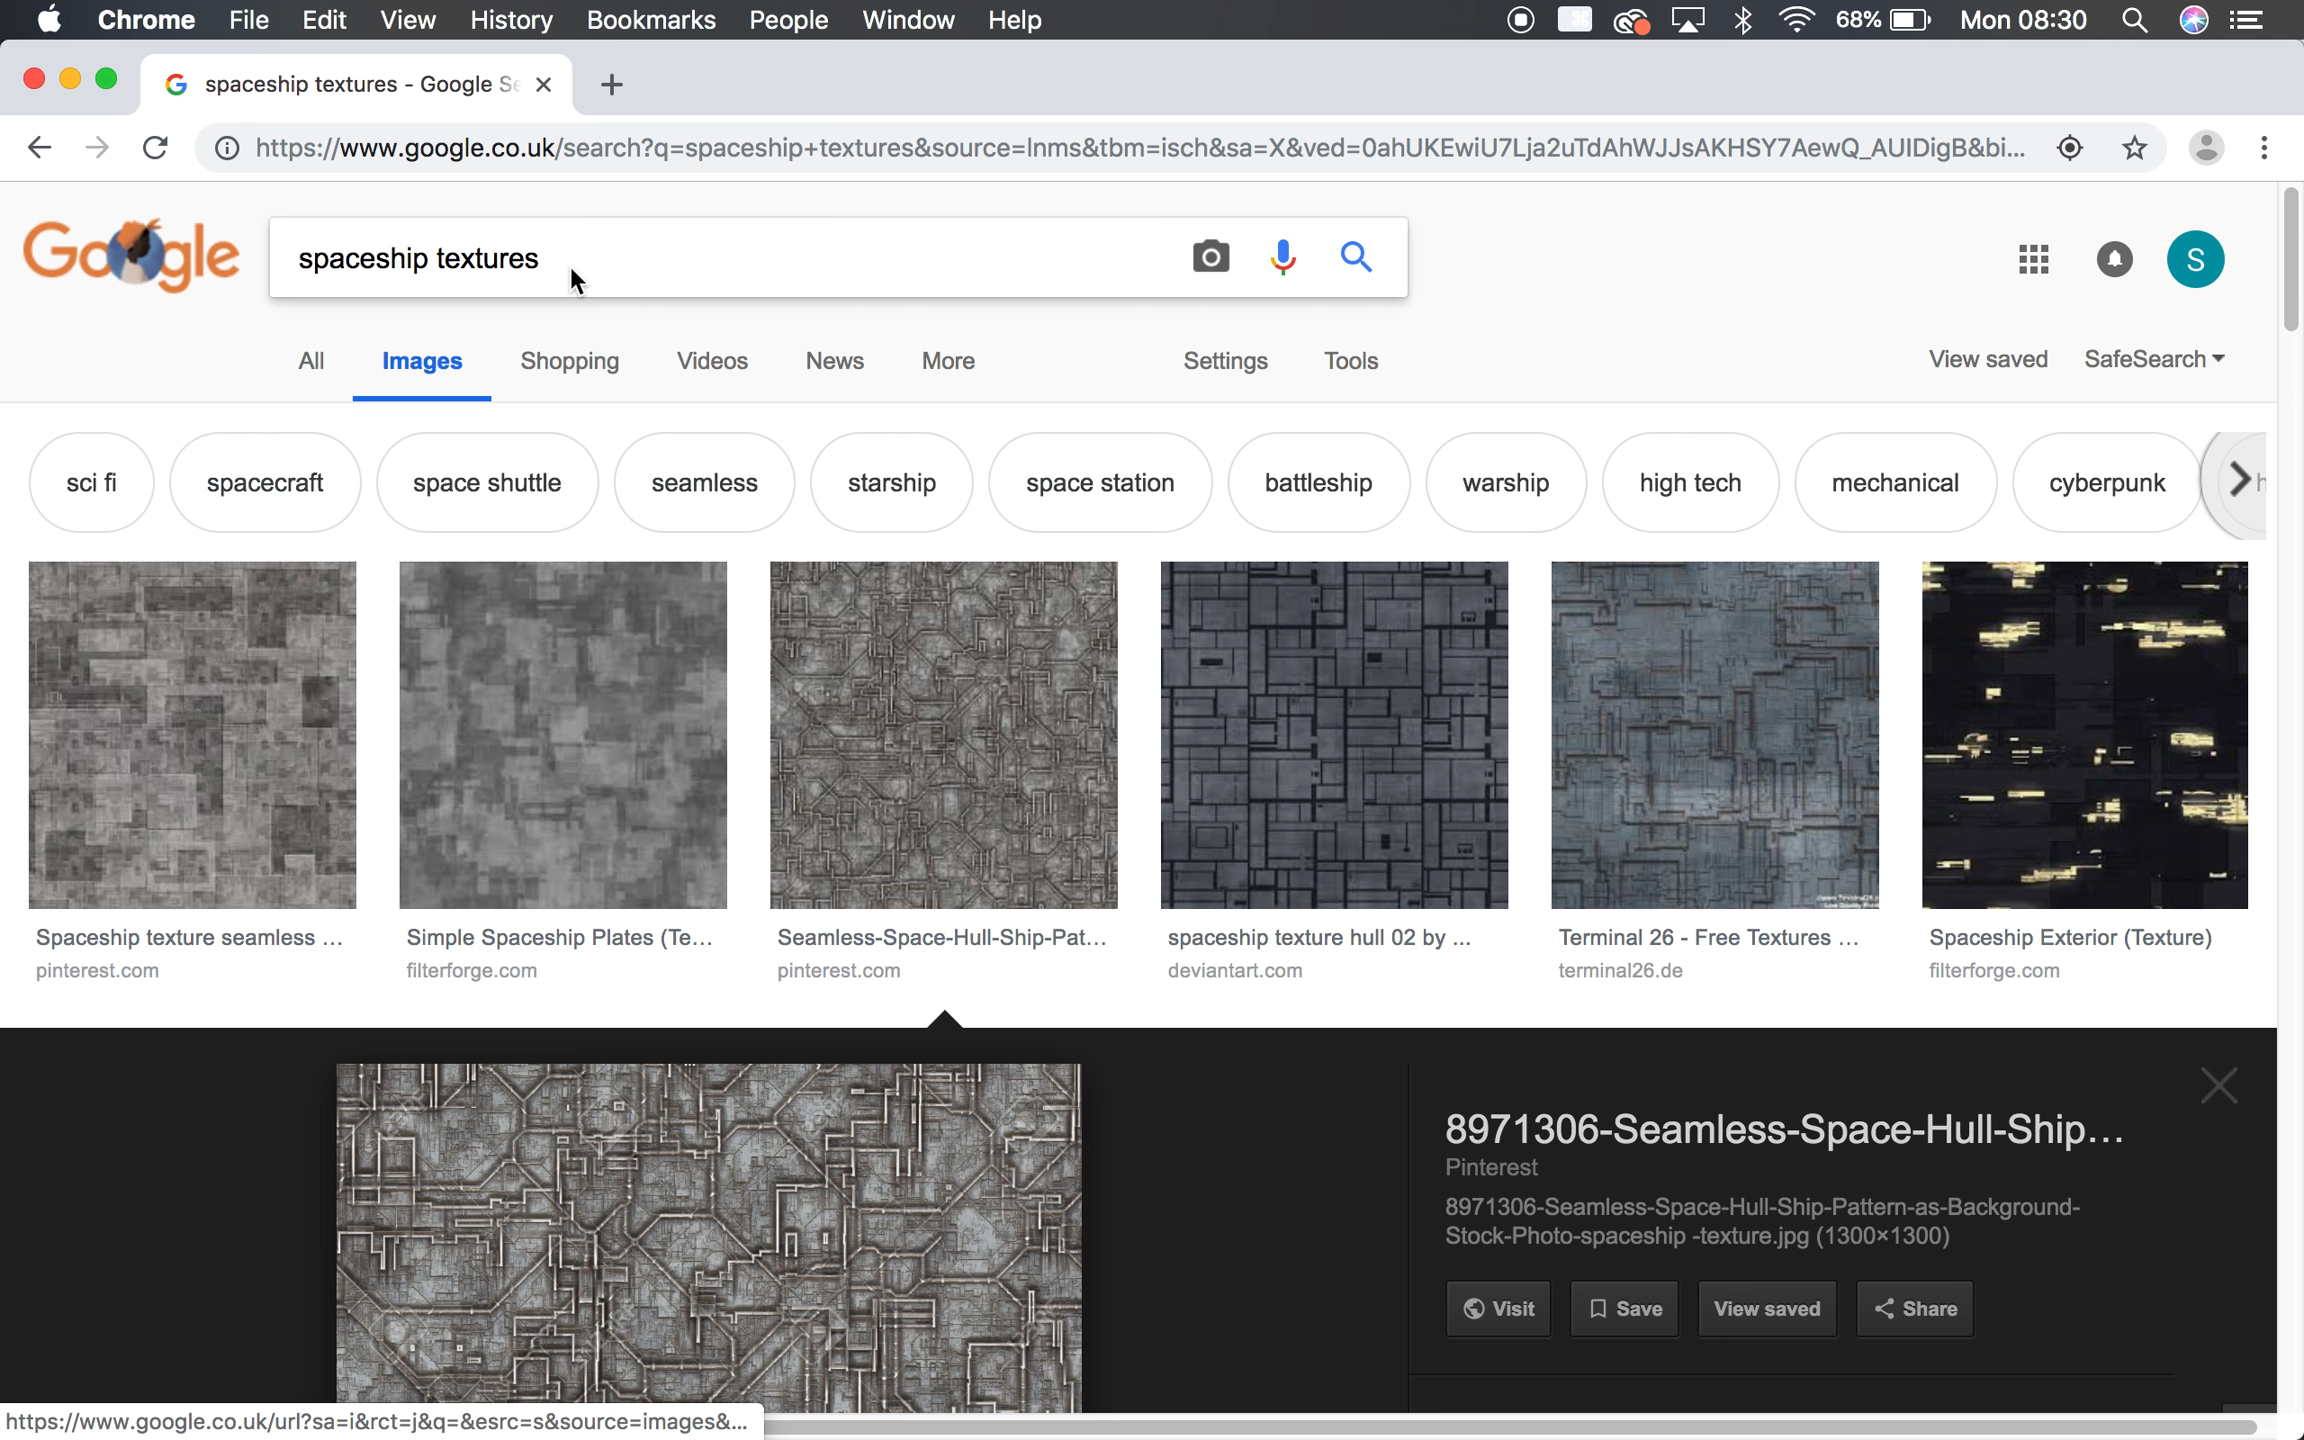 Chrome File Edit View History Bookmarks People Window Help 68% Mon 08:30
spaceship textures - Google Se
https://www.google.co.uk/search?q=spaceship+textures&source=lnms&tbm=isch&sa=X&ved=0ahUKEwiU7Lja2uTdAhWJJsAKHSY7AewQ_AUIDigB&bi...
Google spaceship textures S
All Images Shopping Videos News More Settings Tools View saved SafeSearch
sci fi spacecraft space shuttle seamless starship space station battleship warship high tech mechanical cyberpunk
Spaceship texture seamless ... Simple Spaceship Plates (Te... Seamless-Space-Hull-Ship-Pat... spaceship texture hull 02 by ... Terminal 26 - Free Textures ... Spaceship Exterior (Texture)
pinterest.com filterforge.com pinterest.com deviantart.com terminal26.de filterforge.com
8971306-Seamless-Space-Hull-Ship...
Pinterest
8971306-Seamless-Space-Hull-Ship-Pattern-as-Background-
Stock-Photo-spaceship -texture.jpg (1300×1300)
Visit Save View saved Share
https://www.google.co.uk/url?sa=i&rct=j&q=&esrc=s&source=images&...